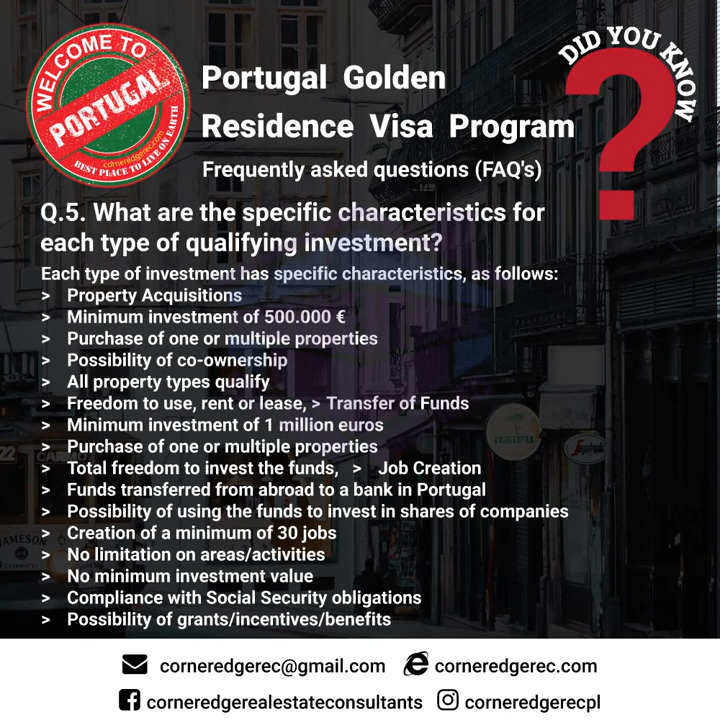 WELCOME TO
PORTUGAL
corneredgerec.com
BEST PLACE TO LIVE ON EARTH
DID YOU KNOW
?
Portugal Golden
Residence Visa Program
Frequently asked questions (FAQ's)
Q.5. What are the specific characteristics for
each type of qualifying investment?
Each type of investment has specific characteristics, as follows:
> Property Acquisitions
> Minimum investment of 500.000 €
> Purchase of one or multiple properties
> Possibility of co-ownership
> All property types qualify
> Freedom to use, rent or lease, > Transfer of Funds
> Minimum investment of 1 million euros
> Purchase of one or multiple properties
> Total freedom to invest the funds, > Job Creation
> Funds transferred from abroad to a bank in Portugal
> Possibility of using the funds to invest in shares of companies
> Creation of a minimum of 30 jobs
> No limitation on areas/activities
> No minimum investment value
> Compliance with Social Security obligations
> Possibility of grants/incentives/benefits
itaipu
22
JAMESON
corneredgerec@gmail.com corneredgerec.com
corneredgerealestateconsultants corneredgerecpl